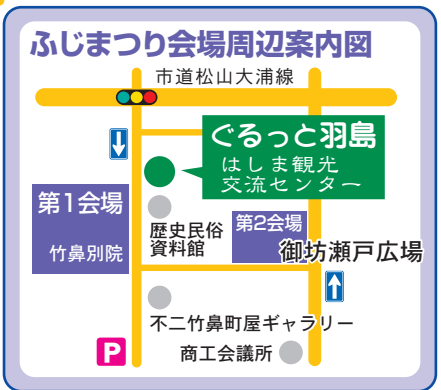 ふじまつり会場周辺案内図
市道松山大浦線
ぐるっと羽島
はしま観光
交流センター
第1会場
竹鼻別院
歴史民俗
資料館
第2会場
御坊瀬戸広場
不二竹鼻町屋ギャラリー
P
商工会議所